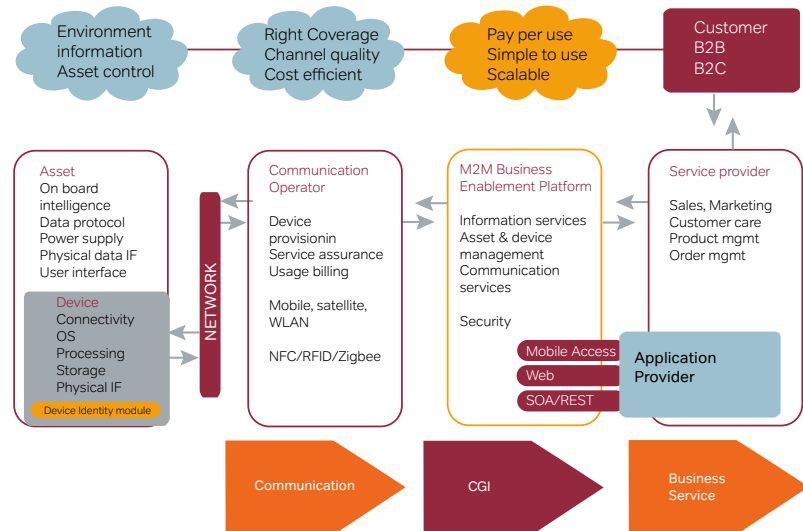 Environment
information
Asset control
Right Coverage
Channel quality
Cost efficient
Pay per use
Simple to use
Scalable
Customer
B2B
B2C
Asset
On board
intelligence
Data protocol
Power supply
Physical data IF
User interface
Device
Connectivity
OS
Processing
Storage
Physical IF
Device Identity module
NETWORK
Communication
Operator
Device
provisionin
Service assurance
Usage billing
Mobile, satellite,
WLAN
NFC/RFID/Zigbee
M2M Business
Enablement Platform
Information services
Asset & device
management
Communication
services
Security
Mobile Access
Web
SOA/REST
Service provider
Sales, Marketing
Customer care
Product mgmt
Order mgmt
Application
Provider
Communication
CGI
Business
Service